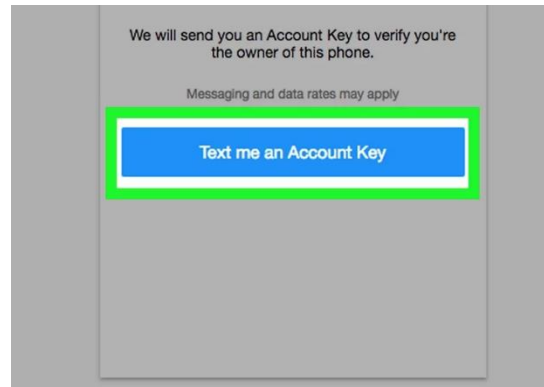 We will send you an Account Key to verify you're
the owner of this phone.
Messaging and data rates may apply
Text me an Account Key